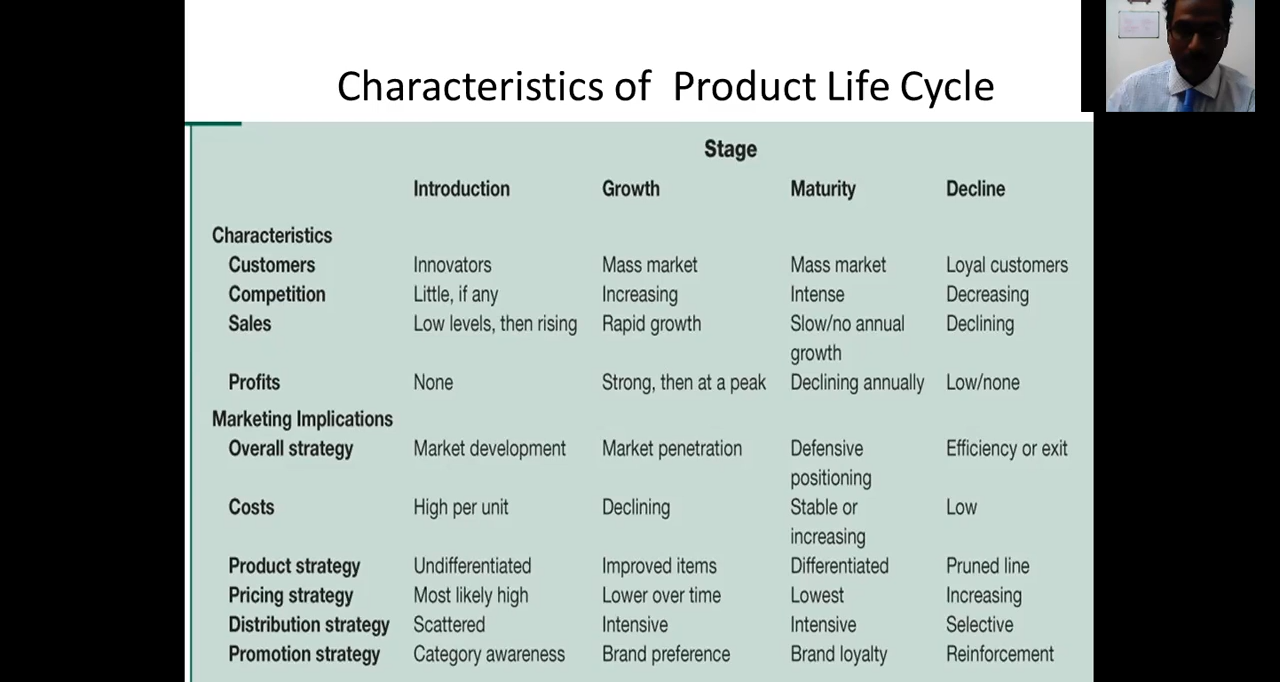 Characteristics of  Product Life Cycle
Stage
Introduction Growth Maturity Decline
Characteristics
Customers Innovators Mass market Mass market Loyal customers
Competition Little, if any Increasing Intense Decreasing
Sales Low levels, then rising Rapid growth Slow/no annual Declining
growth
Profits None Strong, then at a peak Declining annually Low/none
Marketing Implications
Overall strategy Market development Market penetration Defensive Efficiency or exit
positioning
Costs High per unit Declining Stable or Low
increasing
Product strategy Undifferentiated Improved items Differentiated Pruned line
Pricing strategy Most likely high Lower over time Lowest Increasing
Distribution strategy Scattered Intensive Intensive Selective
Promotion strategy Category awareness Brand preference Brand loyalty Reinforcement